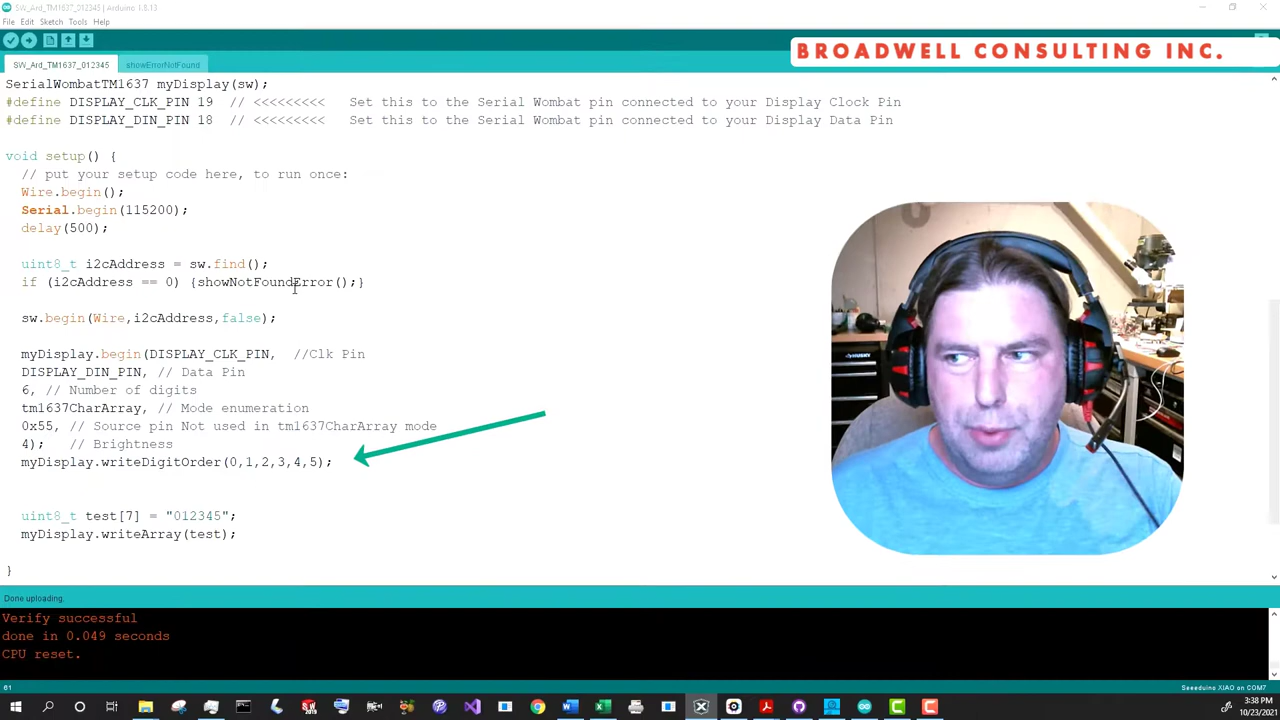 SW_Ard_TM1637_012345 | Arduino 1.8.13
File Edit Sketch Tools Help
BROADWELL CONSULTING INC.
SW_Ard_TM1637_012345 showErrorNotFound
SerialWombatTM1637 myDisplay(sw);
#define DISPLAY_CLK_PIN 19 // <<<<<<<<< Set this to the Serial Wombat pin connected to your Display Clock Pin
#define DISPLAY_DIN_PIN 18 // <<<<<<<<< Set this to the Serial Wombat pin connected to your Display Data Pin
void setup() {
// put your setup code here, to run once:
Wire.begin();
Serial.begin(115200);
delay(500);
uint8_t i2cAddress = sw.find();
if (i2cAddress == 0) {showNotFoundError();}
sw.begin(Wire,i2cAddress,false);
myDisplay.begin(DISPLAY_CLK_PIN, //Clk Pin
DISPLAY_DIN_PIN, // Data Pin
6, // Number of digits
tm1637CharArray, // Mode enumeration
0x55, // Source pin Not used in tm1637CharArray mode
4); // Brightness
myDisplay.writeDigitOrder(0,1,2,3,4,5);
uint8_t test[7] = "012345";
myDisplay.writeArray(test);
}
Done uploading.
Verify successful
done in 0.049 seconds
CPU reset.
61 Seeeduino XIAO on COM7
3:38 PM
10/23/2021